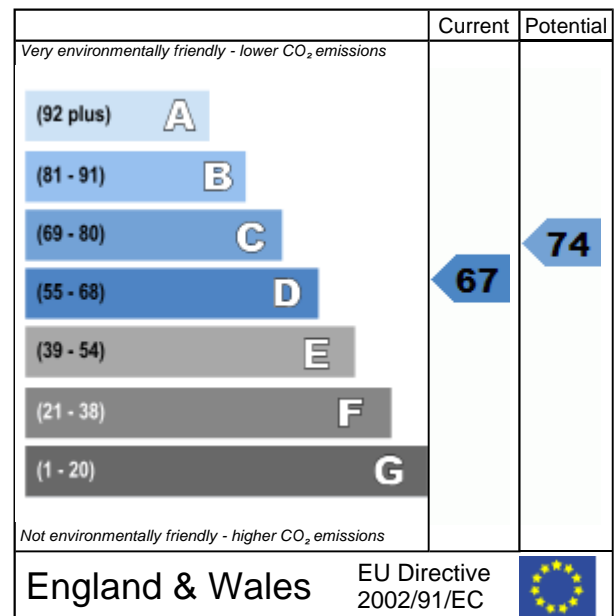 Current Potential
Very environmentally friendly - lower CO₂ emissions
(92 plus) A
(81 - 91) B
(69 - 80) C
74
(55 - 68) D
67
(39 - 54) E
(21 - 38) F
(1 - 20) G
Not environmentally friendly - higher CO₂ emissions
England & Wales
EU Directive
2002/91/EC